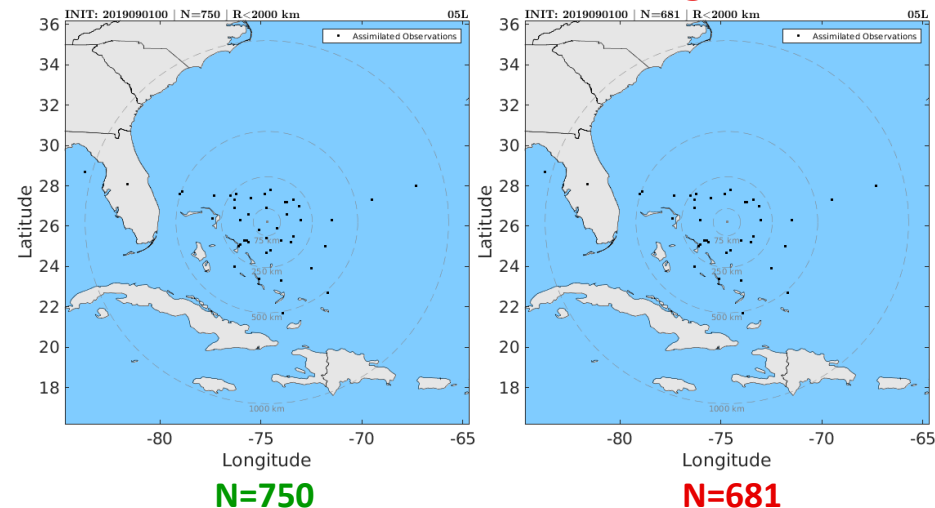 INIT: 2019090100 | N=750 | R<2000 km 05L
Assimilated Observations
36
34
32
30
28
26
24
22
20
18
Latitude
75 km
250 km
500 km
1000 km
-80 -75 -70 -65
Longitude
N=750
INIT: 2019090100 | N=681 | R<2000 km 05L
Assimilated Observations
36
34
32
30
28
26
24
22
20
18
Latitude
75 km
250 km
500 km
1000 km
-80 -75 -70 -65
Longitude
N=681